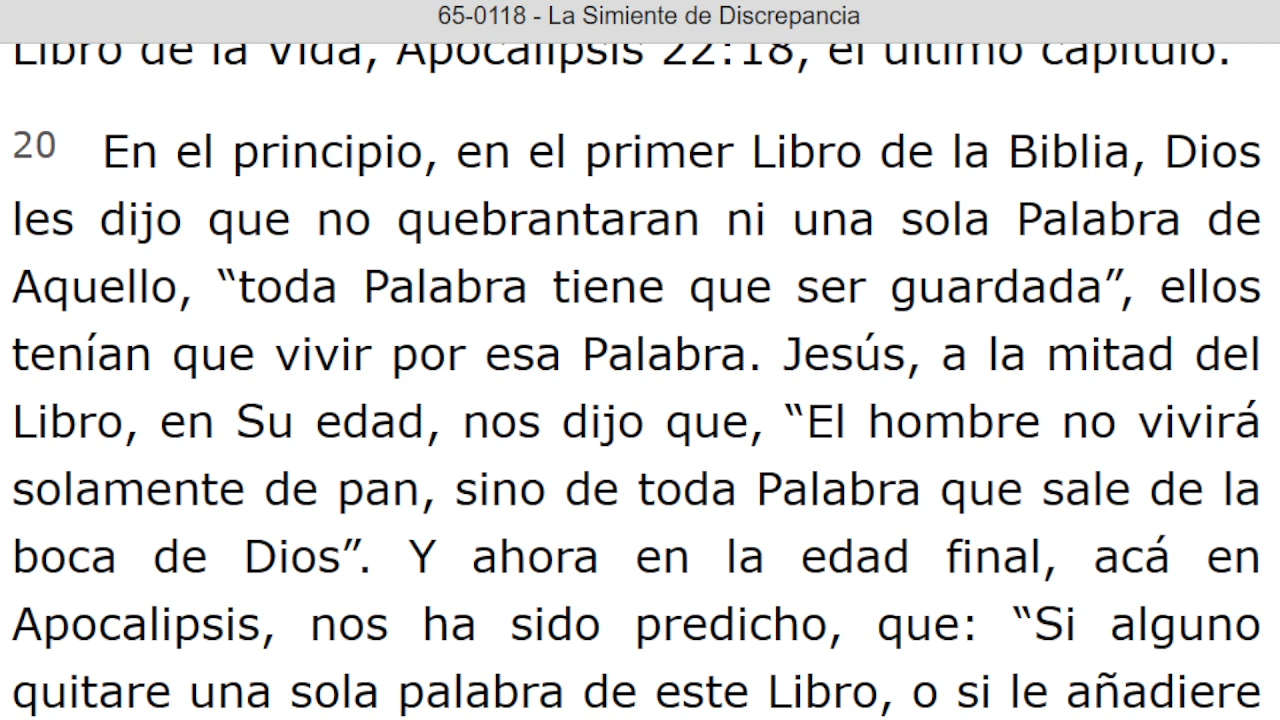 65-0118 - La Simiente de Discrepancia
Libro de la Vida, Apocalipsis 22:18, el último capítulo.
20 En el principio, en el primer Libro de la Biblia, Dios
les dijo que no quebrantaran ni una sola Palabra de
Aquello, “toda Palabra tiene que ser guardada”, ellos
tenían que vivir por esa Palabra. Jesús, a la mitad del
Libro, en Su edad, nos dijo que, “El hombre no vivirá
solamente de pan, sino de toda Palabra que sale de la
boca de Dios”. Y ahora en la edad final, acá en
Apocalipsis, nos ha sido predicho, que: “Si alguno
quitare una sola palabra de este Libro, o si le añadiere